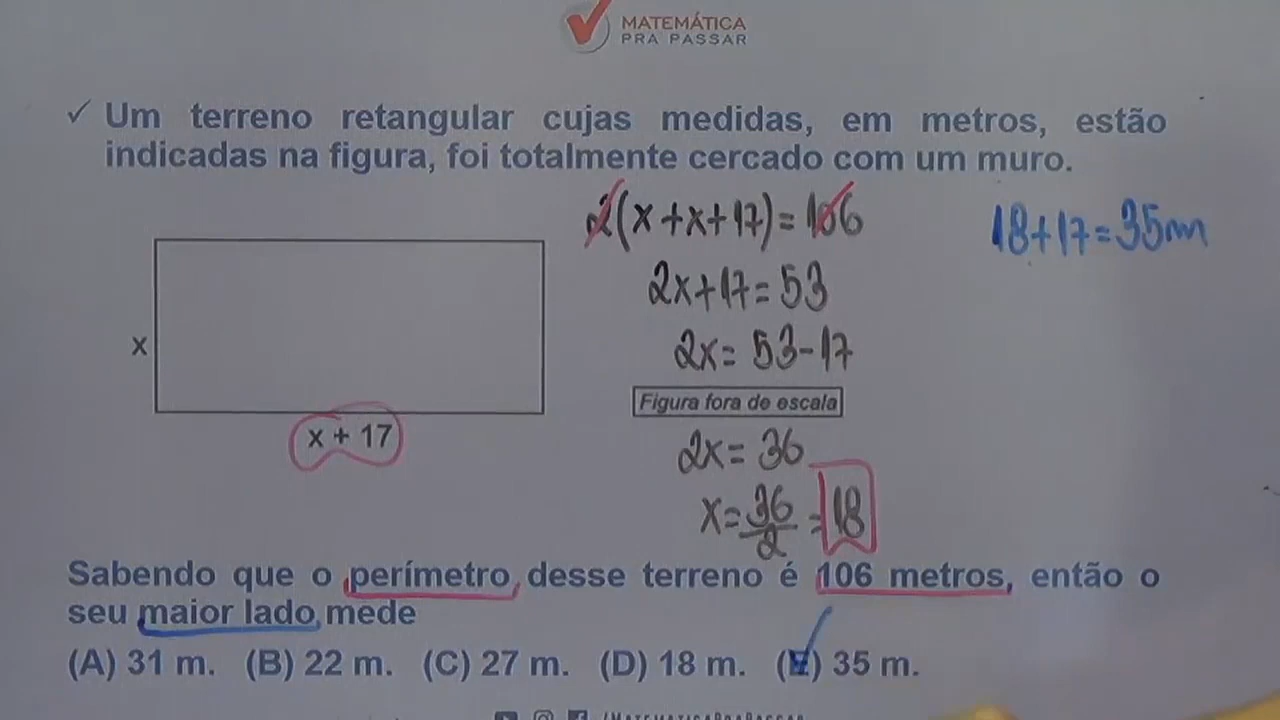 MATEMÁTICA
PRA PASSAR
✓ Um terreno retangular cujas medidas, em metros, estão
indicadas na figura, foi totalmente cercado com um muro.
2(x+x+17)=106
18+17=35m
2x+17=53
x
2x=53-17
Figura fora de escala
x + 17
2x=36
x=36/2=18
Sabendo que o perímetro desse terreno é 106 metros, então o
seu maior lado mede
(A) 31 m. (B) 22 m. (C) 27 m. (D) 18 m. (E) 35 m.
/MATEMATICAPRAPASSAR